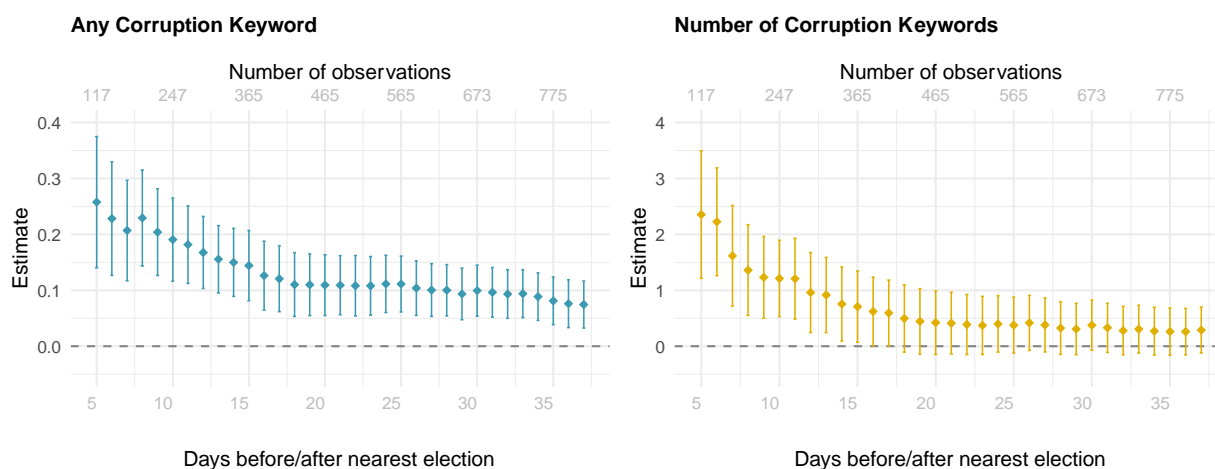 Any Corruption Keyword
Number of observations
117 247 365 465 565 673 775
0.4
0.3
0.2
0.1
0.0
Estimate
5 10 15 20 25 30 35
Days before/after nearest election
Number of Corruption Keywords
Number of observations
117 247 365 465 565 673 775
4
3
2
1
0
Estimate
5 10 15 20 25 30 35
Days before/after nearest election